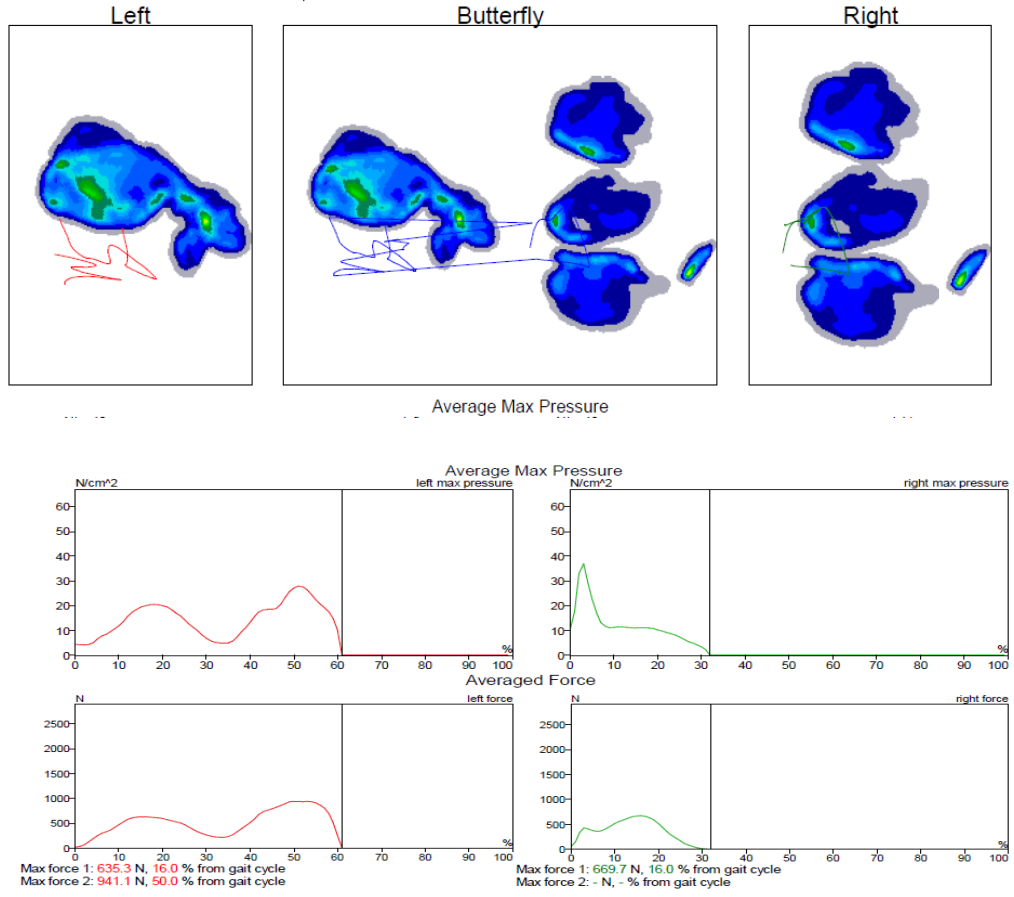 Left
Butterfly
Right
Average Max Pressure
Average Max Pressure
N/cm^2
left max pressure
60
50
40
30
20
10
0
0 10 20 30 40 50 60 70 80 90 100
%
N/cm^2
right max pressure
60
50
40
30
20
10
0
0 10 20 30 40 50 60 70 80 90 100
%
Averaged Force
N
left force
2500
2000
1500
1000
500
0
0 10 20 30 40 50 60 70 80 90 100
%
Max force 1: 635.3 N, 16.0 % from gait cycle
Max force 2: 941.1 N, 50.0 % from gait cycle
N
right force
2500
2000
1500
1000
500
0
0 10 20 30 40 50 60 70 80 90 100
%
Max force 1: 669.7 N, 16.0 % from gait cycle
Max force 2: - N, - % from gait cycle